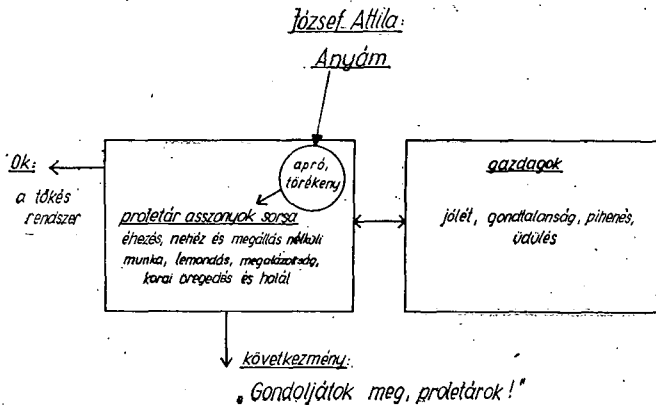 József Attila:
Anyám
Ok:
a tőkés
rendszer
apró,
törékeny
proletár asszonyok sorsa
éhezés, nehéz és megállás nélküli
munka, lemondás, megalázottság,
korai öregedés és halál
gazdagok
jólét, gondtalanság, pihenés,
üdülés
következmény:
„Gondoljátok meg, proletárok!"